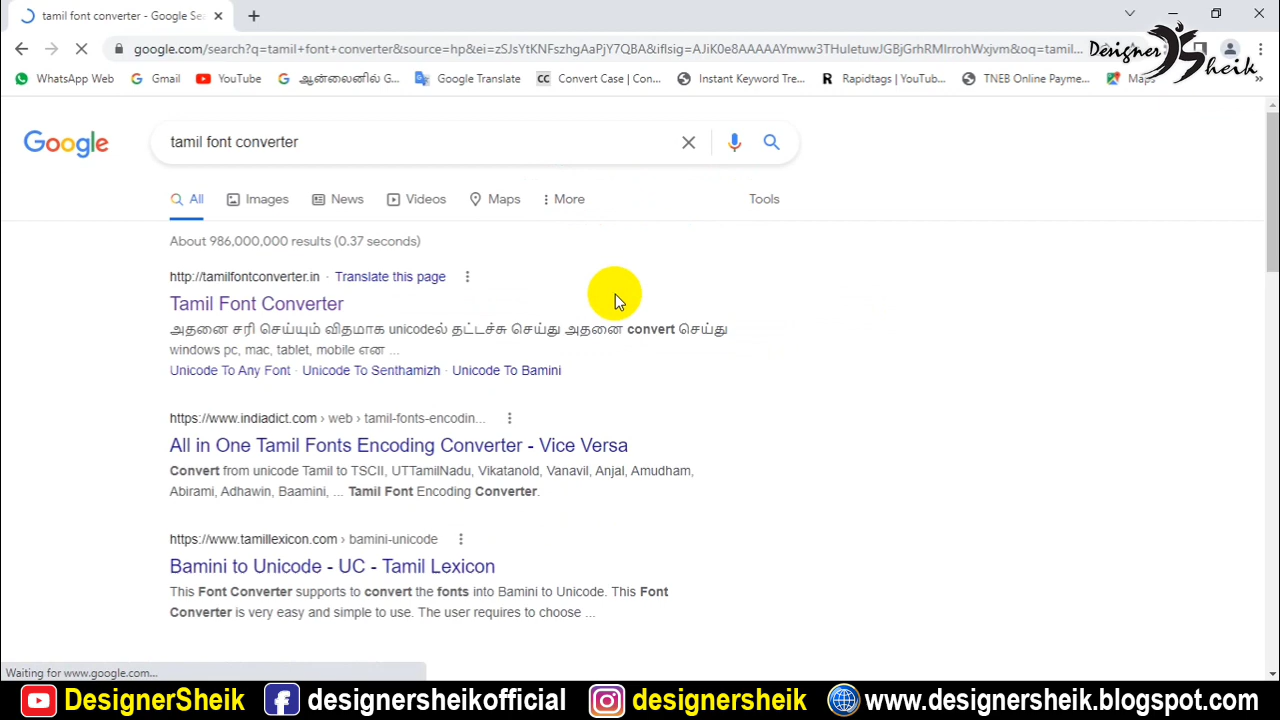 tamil font converter - Google Sea
google.com/search?q=tamil+font+converter&source=hp&ei=zSJsYtKNFszhgAaPjY7QBA&iflsig=AJiK0e8AAAAAYmww3THuletuwJGBjGrhRMIrrohWxjvm&oq=tamil...
Designer Sheik
WhatsApp Web Gmail YouTube ஆன்லைனில் G... Google Translate CC Convert Case | Con... Instant Keyword Tre... R Rapidtags | YouTub... TNEB Online Payme... Maps »
Google tamil font converter
All Images News Videos Maps More Tools
About 986,000,000 results (0.37 seconds)
http://tamilfontconverter.in · Translate this page
Tamil Font Converter
அதனை சரி செய்யும் விதமாக unicodeல் தட்டச்சு செய்து அதனை convert செய்து
windows pc, mac, tablet, mobile என ...
Unicode To Any Font · Unicode To Senthamizh · Unicode To Bamini
https://www.indiadict.com › web › tamil-fonts-encodin...
All in One Tamil Fonts Encoding Converter - Vice Versa
Convert from unicode Tamil to TSCII, UTTamilNadu, Vikatanold, Vanavil, Anjal, Amudham,
Abirami, Adhawin, Baamini, ... Tamil Font Encoding Converter.
https://www.tamillexicon.com › bamini-unicode
Bamini to Unicode - UC - Tamil Lexicon
This Font Converter supports to convert the fonts into Bamini to Unicode. This Font
Converter is very easy and simple to use. The user requires to choose ...
Waiting for www.google.com...
DesignerSheik designersheikofficial designersheik www.designersheik.blogspot.com